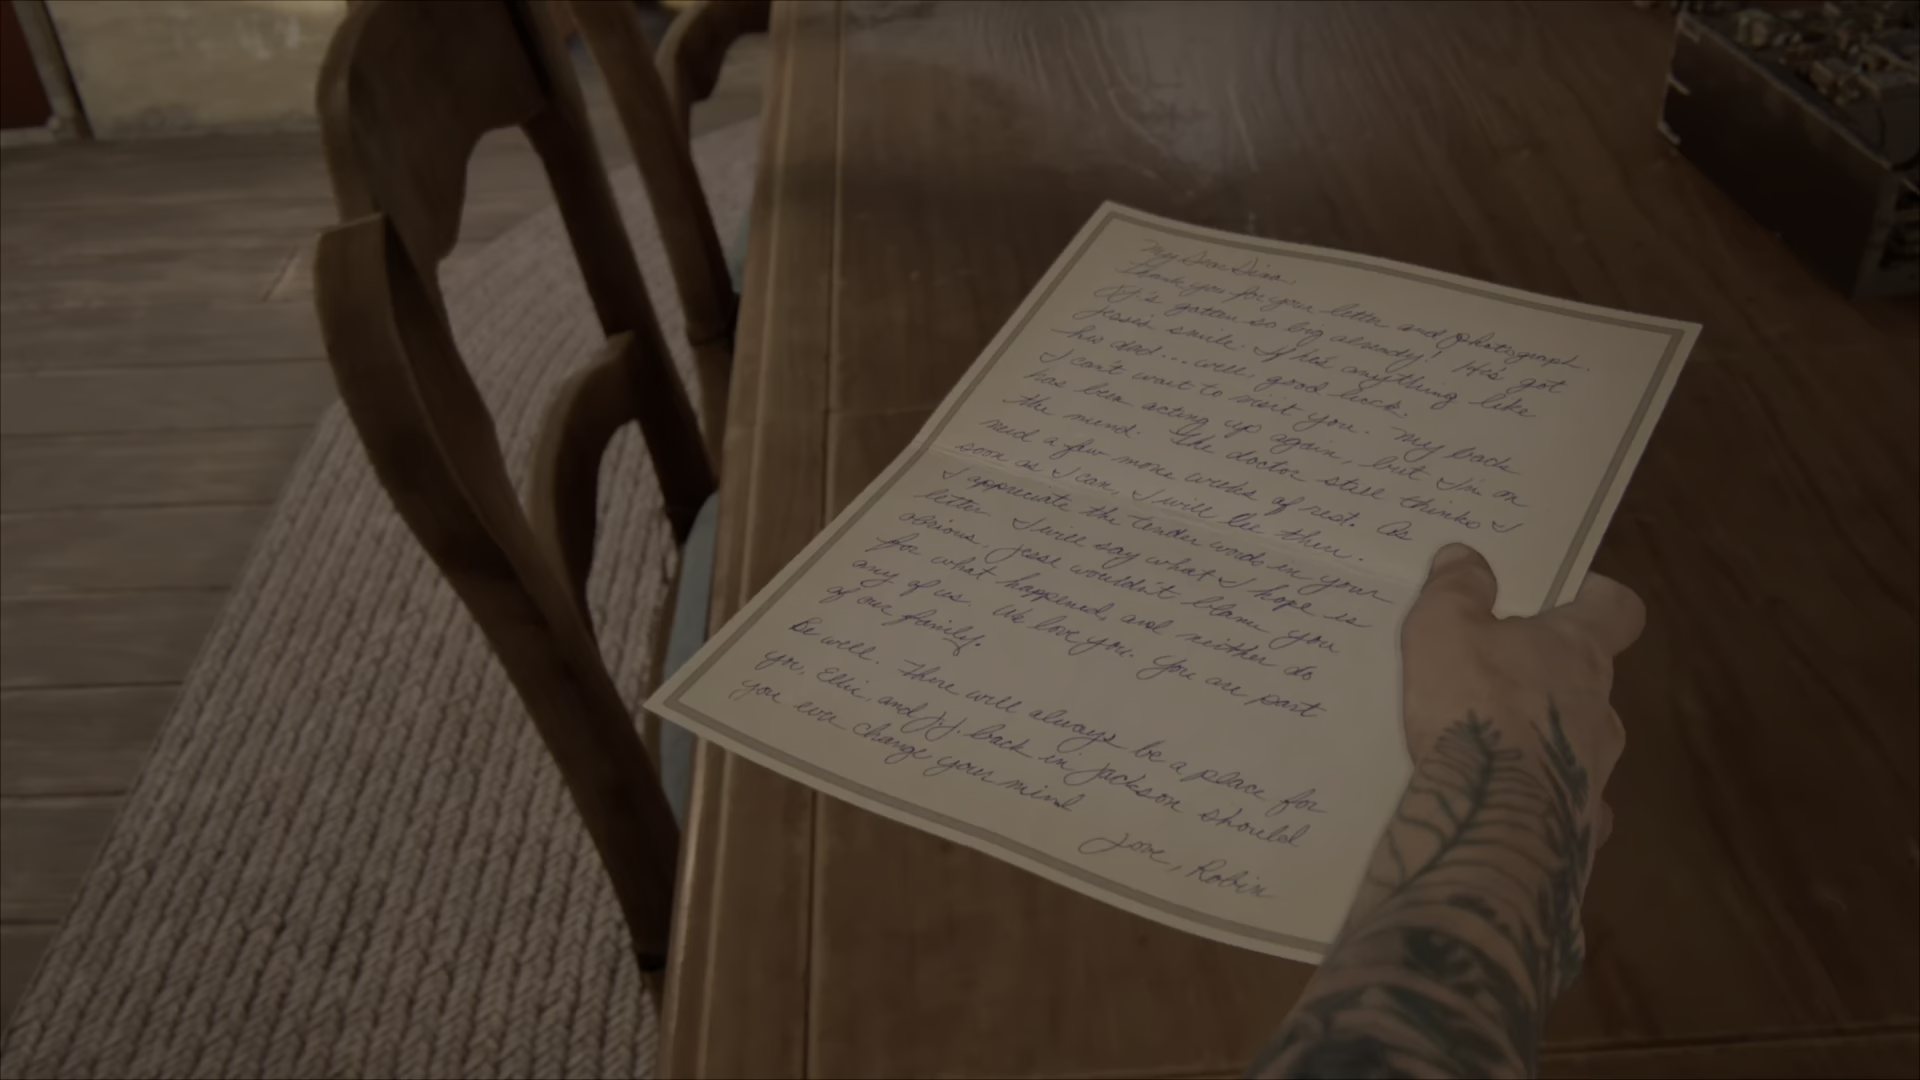 My Dear Dina,
Thank you for your letter and photograph.
J.J.'s gotten so big already! He's got
Jesse's smile. If he's anything like
his dad... well, good luck.
I can't wait to visit you. My back
has been acting up again, but I'm on
the mend. The doctor still thinks I
need a few more weeks of rest. As
soon as I can, I will be there.
I appreciate the tender words in your
letter. I will say what I hope is
obvious. Jesse wouldn't blame you
for what happened, and neither do
any of us. We love you. You are part
of our family.
Be well. There will always be a place for
you, Ellie, and J.J. back in Jackson should
you ever change your mind
Love, Robin